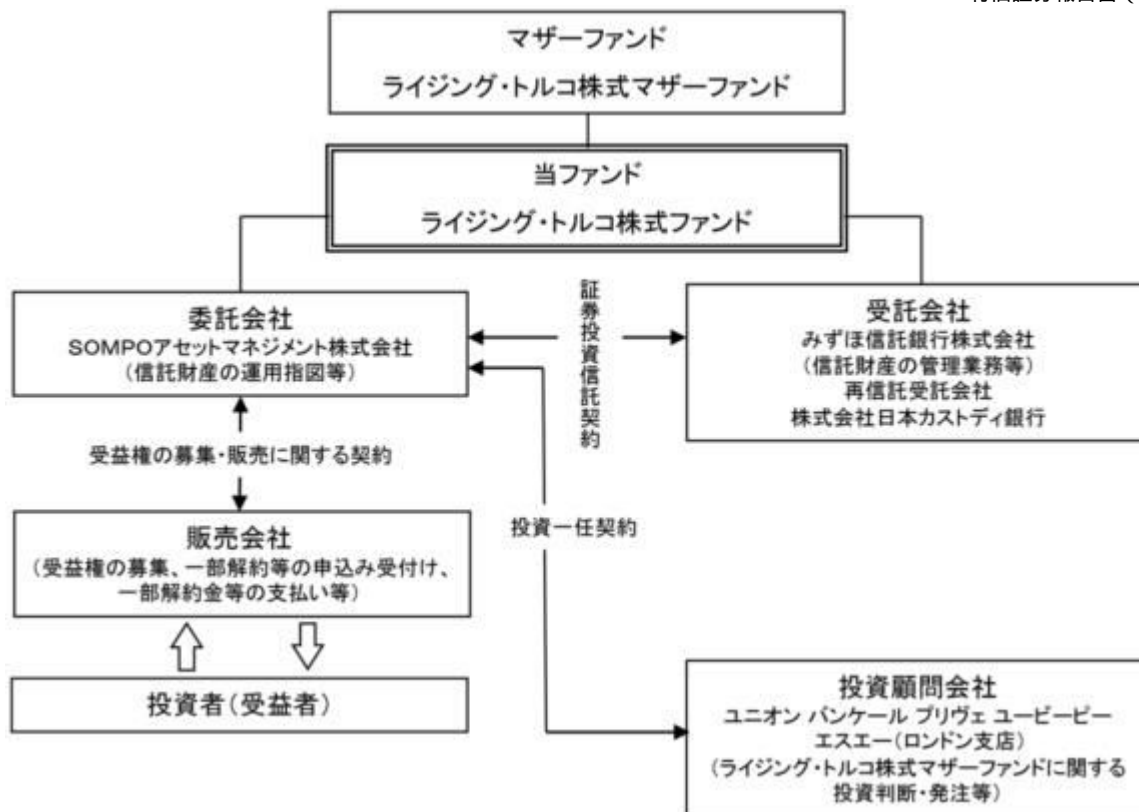 マザーファンド
ライジング・トルコ株式マザーファンド
当ファンド
ライジング・トルコ株式ファンド
委託会社
SOMPOアセットマネジメント株式会社
(信託財産の運用指図等)
証券投資信託契約
受託会社
みずほ信託銀行株式会社
(信託財産の管理業務等)
再信託受託会社
株式会社日本カストディ銀行
受益権の募集・販売に関する契約
販売会社
(受益権の募集、一部解約等の申込み受付け、
一部解約金等の支払い等)
投資一任契約
投資者(受益者)
投資顧問会社
ユニオン バンケール プリヴェ ユービーピー
エスエー(ロンドン支店)
(ライジング・トルコ株式マザーファンドに関する
投資判断・発注等)